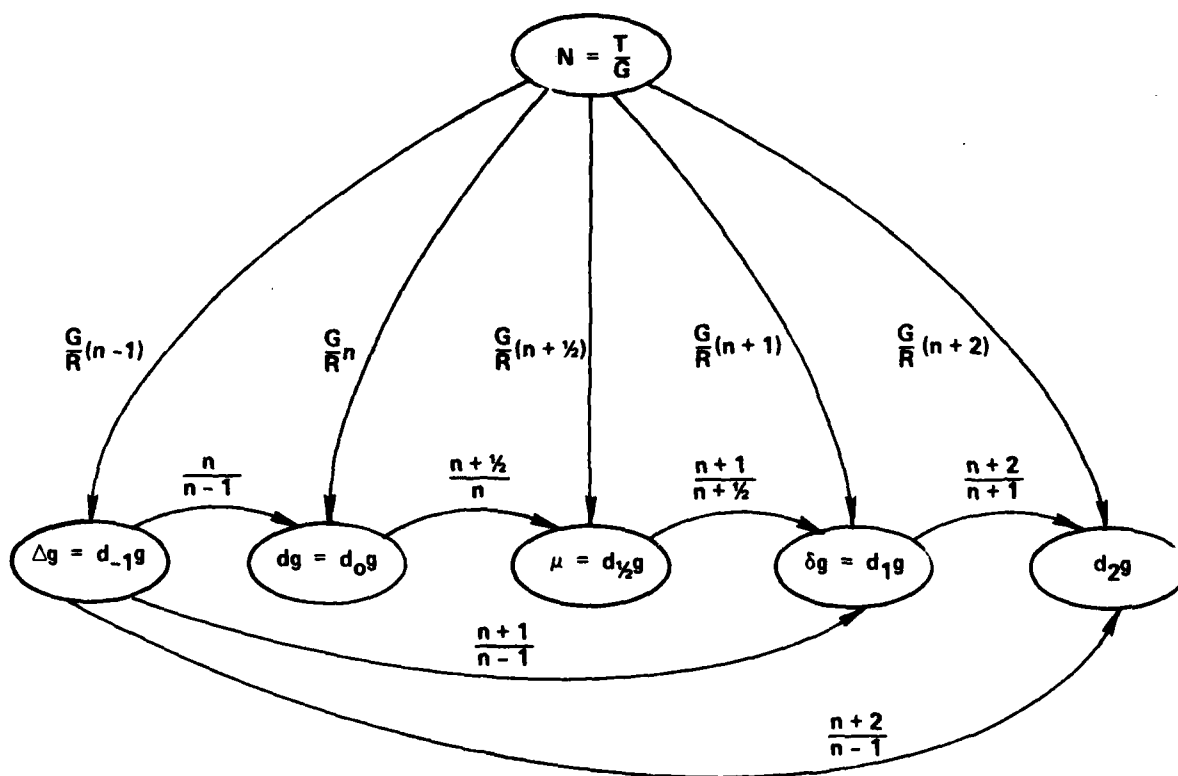 N = T/G
G/R (n -1)
G/R n
G/R (n + ½)
G/R (n + 1)
G/R (n + 2)
n/n - 1
n + ½/n
n + 1/n + ½
n + 2/n + 1
Δg = d₋₁g
dg = d₀g
μ = d½g
δg = d₁g
d₂g
n + 1/n - 1
n + 2/n - 1